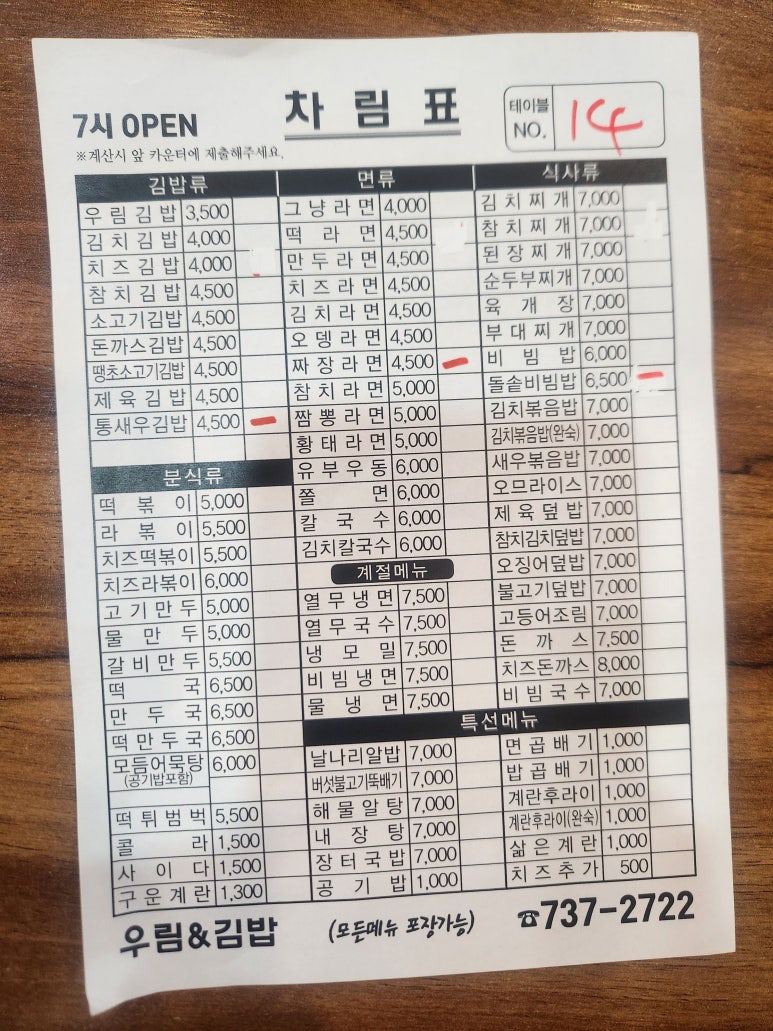 7시 OPEN
차림표
테이블 NO. 14
※계산시 앞 카운터에 제출해주세요.
김밥류
우림김밥 3,500
김치김밥 4,000
치즈김밥 4,000
참치김밥 4,500
소고기김밥 4,500
돈까스김밥 4,500
땡초소고기김밥 4,500
제육김밥 4,500
통새우김밥 4,500
분식류
떡볶이 5,000
라볶이 5,500
치즈떡볶이 5,500
치즈라볶이 6,000
고기만두 5,000
물만두 5,000
갈비만두 5,500
떡국 6,500
만두국 6,500
떡만두국 6,500
모듬어묵탕 6,000
(공기밥포함)
떡튀범벅 5,500
콜라 1,500
사이다 1,500
구운계란 1,300
면류
그냥라면 4,000
떡라면 4,500
만두라면 4,500
치즈라면 4,500
김치라면 4,500
오뎅라면 4,500
짜장라면 4,500
참치라면 5,000
짬뽕라면 5,000
황태라면 5,000
유부우동 6,000
쫄면 6,000
칼국수 6,000
김치칼국수 6,000
계절메뉴
열무냉면 7,500
열무국수 7,500
냉모밀 7,500
비빔냉면 7,500
물냉면 7,500
식사류
김치찌개 7,000
참치찌개 7,000
된장찌개 7,000
순두부찌개 7,000
육개장 7,000
부대찌개 7,000
비빔밥 6,000
돌솥비빔밥 6,500
김치볶음밥 7,000
김치볶음밥(완숙) 7,000
새우볶음밥 7,000
오므라이스 7,000
제육덮밥 7,000
참치김치덮밥 7,000
오징어덮밥 7,000
불고기덮밥 7,000
고등어조림 7,000
돈까스 7,500
치즈돈까스 8,000
비빔국수 7,000
특선메뉴
날나리알밥 7,000
버섯불고기뚝배기 7,000
해물알탕 7,000
내장탕 7,000
장터국밥 7,000
공기밥 1,000
면곱배기 1,000
밥곱배기 1,000
계란후라이 1,000
계란후라이(완숙) 1,000
삶은계란 1,000
치즈추가 500
우림&김밥
(모든메뉴 포장가능)
☎737-2722